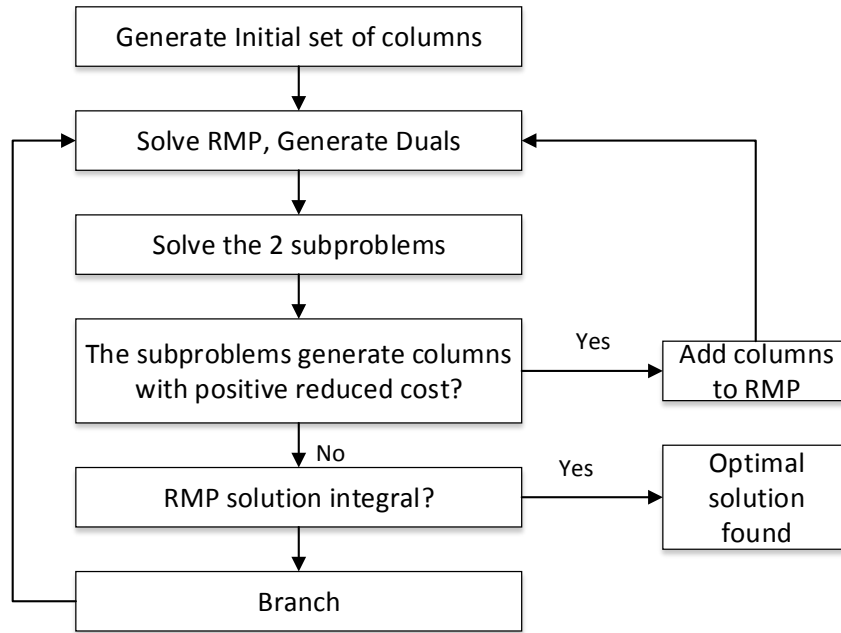 Generate Initial set of columns
Solve RMP, Generate Duals
Solve the 2 subproblems
The subproblems generate columns
with positive reduced cost?
Yes
Add columns
to RMP
No
RMP solution integral?
Yes
Optimal
solution
found
Branch